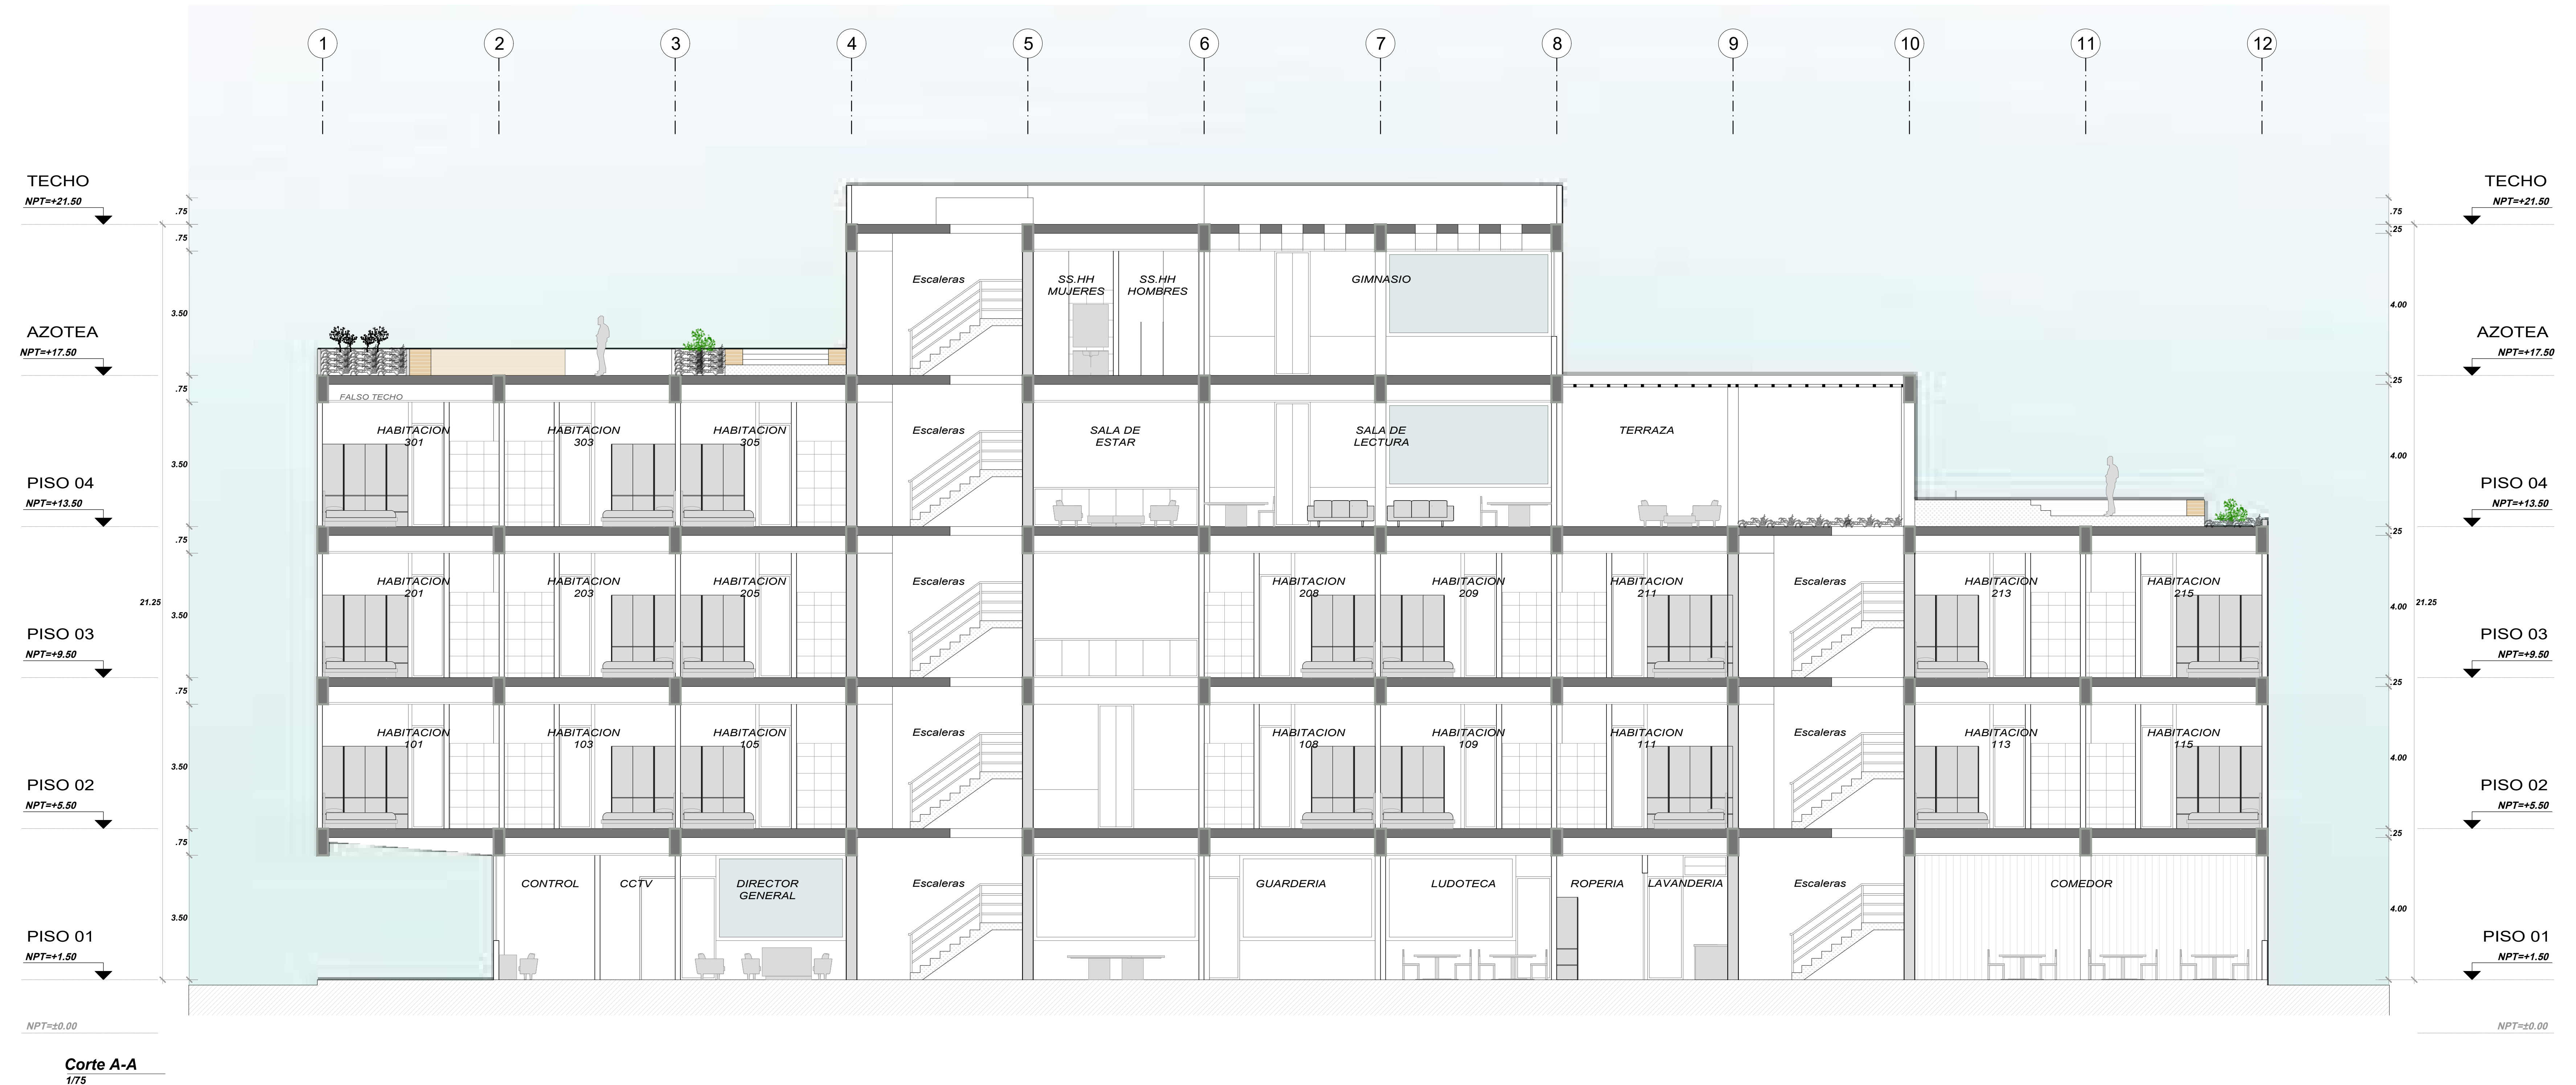 1 2 3 4 5 6 7 8 9 10 11 12
TECHO
NPT=+21.50
.75
.75
TECHO
NPT=+21.50
.75
.25
Escaleras
SS.HH
MUJERES
SS.HH
HOMBRES
GIMNASIO
3.50
4.00
AZOTEA
NPT=+17.50
.75
AZOTEA
NPT=+17.50
.25
FALSO TECHO
HABITACION
301
HABITACION
303
HABITACION
305
Escaleras
SALA DE
ESTAR
SALA DE
LECTURA
TERRAZA
3.50
4.00
PISO 04
NPT=+13.50
.75
PISO 04
NPT=+13.50
.25
HABITACION
201
HABITACION
203
HABITACION
205
Escaleras
HABITACION
208
HABITACION
209
HABITACION
211
Escaleras
HABITACION
213
HABITACION
215
21.25
3.50
4.00
21.25
PISO 03
NPT=+9.50
.75
PISO 03
NPT=+9.50
.25
HABITACION
101
HABITACION
103
HABITACION
105
Escaleras
HABITACION
108
HABITACION
109
HABITACION
111
Escaleras
HABITACION
113
HABITACION
115
3.50
4.00
PISO 02
NPT=+5.50
.75
PISO 02
NPT=+5.50
.25
CONTROL
CCTV
DIRECTOR
GENERAL
Escaleras
GUARDERIA
LUDOTECA
ROPERIA
LAVANDERIA
Escaleras
COMEDOR
3.50
4.00
PISO 01
NPT=+1.50
PISO 01
NPT=+1.50
NPT=±0.00
NPT=±0.00
Corte A-A
1/75